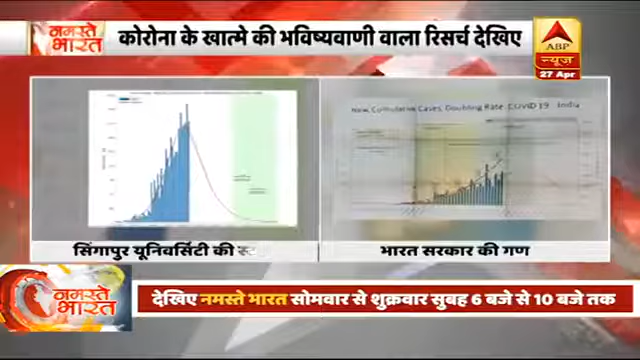 नमस्ते
भारत
कोरोना के खात्मे की भविष्यवाणी वाला रिसर्च देखिए
ABP
न्यूज़
27 Apr
New Cumulative Cases, Doubling Rate COVID 19 India
सिंगापुर यूनिवर्सिटी की
भारत सरकार की गण
नमस्ते
भारत
देखिए नमस्ते भारत सोमवार से शुक्रवार सुबह 6 बजे से 10 बजे तक